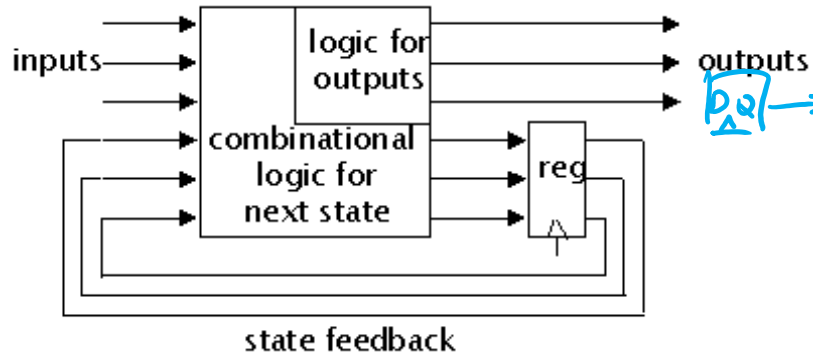 inputs
logic for
outputs
outputs
D Q
combinational
logic for
next state
reg
state feedback